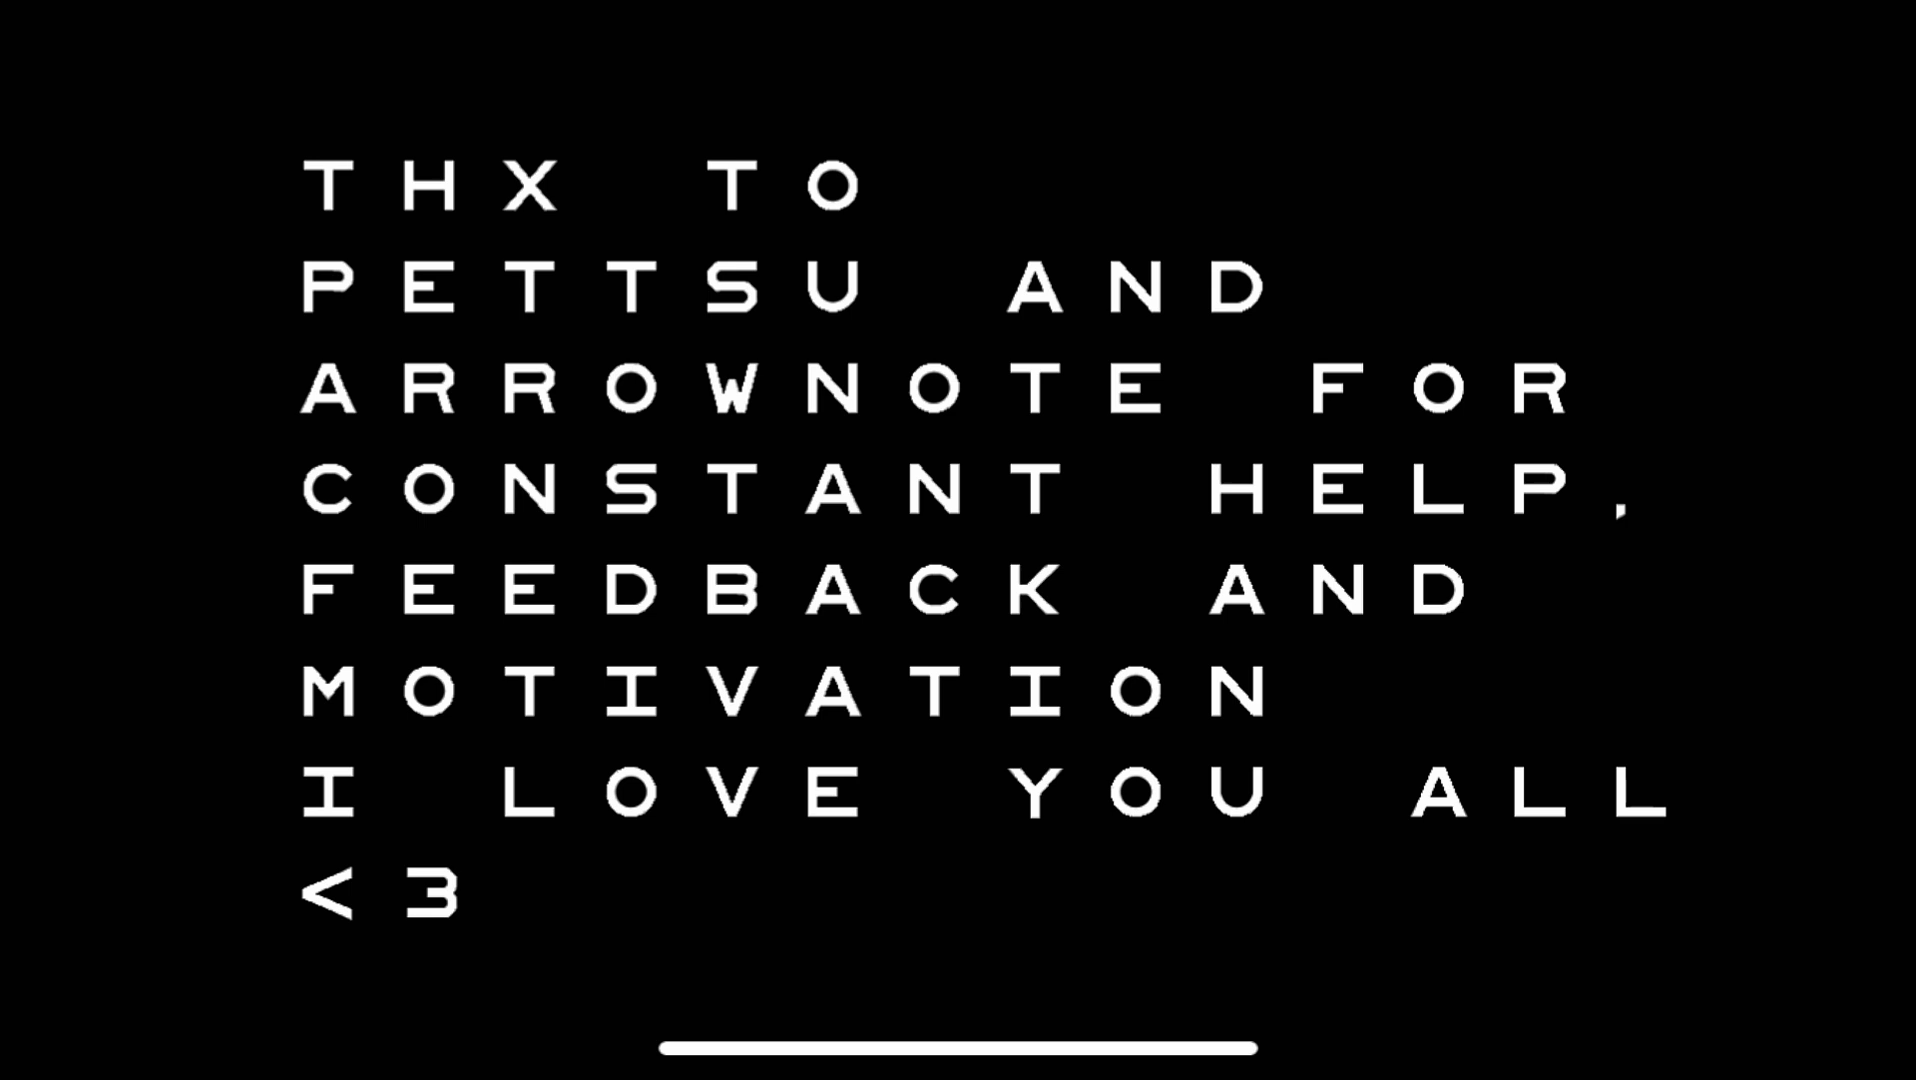 THX TO
PETTSU AND
ARROWNOTE FOR
CONSTANT HELP,
FEEDBACK AND
MOTIVATION
I LOVE YOU ALL
<3